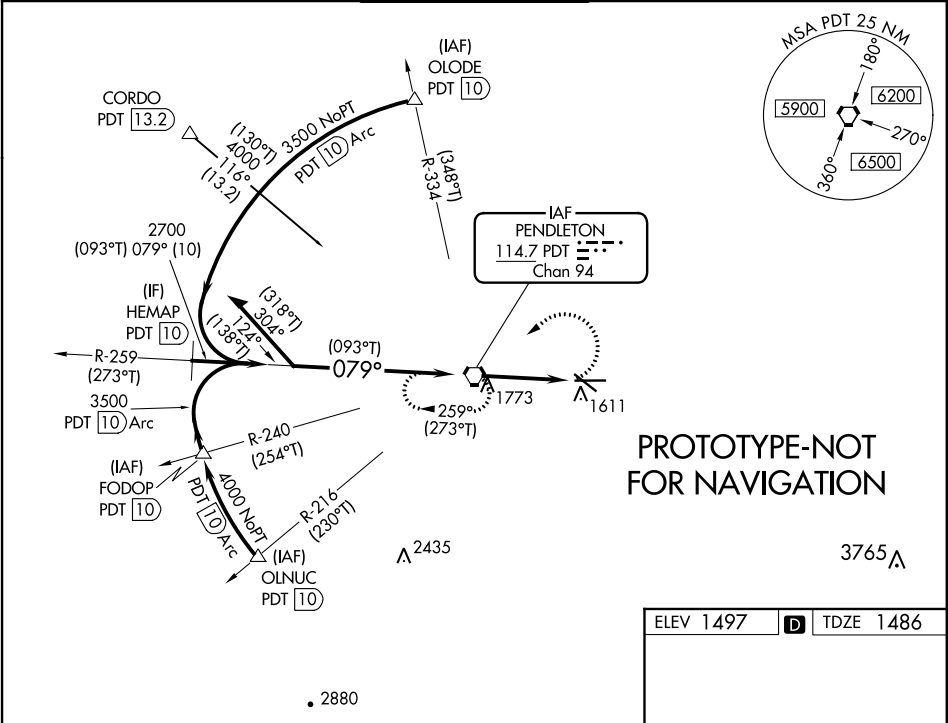 MSA PDT 25 NM
180°
5900
6200
270°
360°
6500
(IAF)
OLODE
PDT 10
CORDO
PDT 13.2
3500 NoPT
PDT 10 Arc
(130°T)
4000
116°
(13.2)
(348°T)
R-334
IAF
PENDLETON
114.7 PDT
Chan 94
2700
(093°T) 079° (10)
(IF)
HEMAP
PDT 10
(318°T)
304°
124°
(138°T)
R-259
(273°T)
(093°T)
079°
1773
1611
259°
(273°T)
3500
PDT 10 Arc
R-240
(254°T)
(IAF)
FODOP
PDT 10
4000 NoPT
PDT 10 Arc
R-216
(230°T)
(IAF)
OLNUC
PDT 10
2435
PROTOTYPE-NOT
FOR NAVIGATION
3765
ELEV 1497 D TDZE 1486
2880